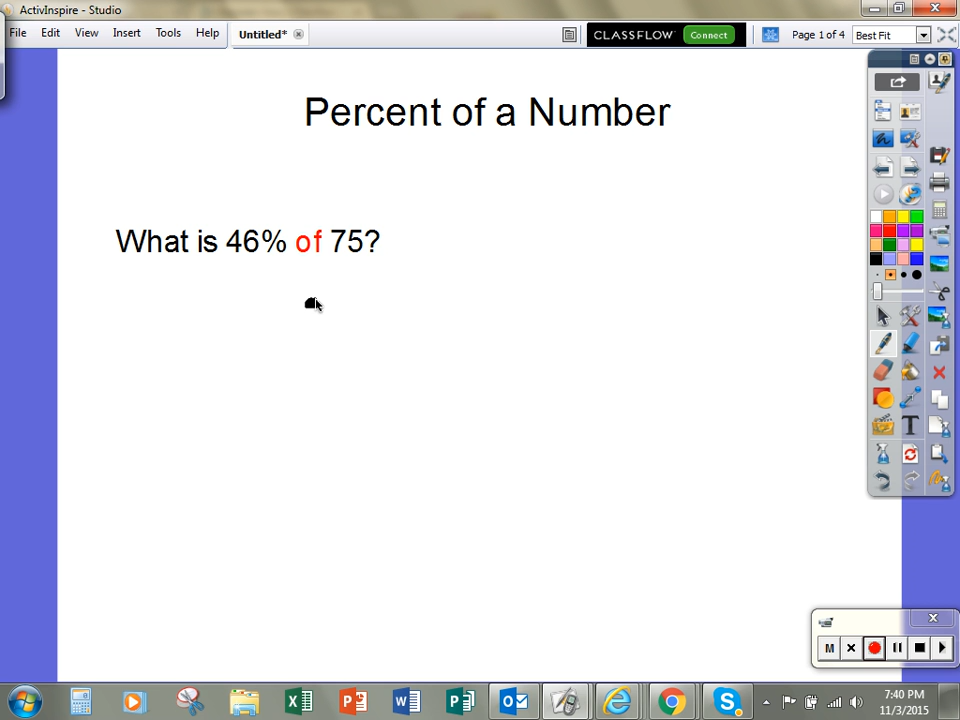 ActivInspire - Studio
File Edit View Insert Tools Help Untitled* CLASSFLOW Connect Page 1 of 4 Best Fit
Percent of a Number
What is 46% of 75?
T
M
7:40 PM
11/3/2015